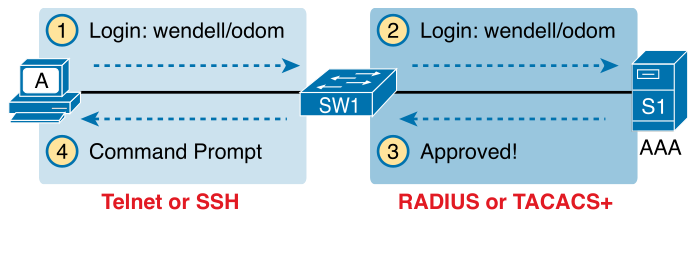 1 Login: wendell/odom
2 Login: wendell/odom
A
SW1
S1
4 Command Prompt
3 Approved!
AAA
Telnet or SSH
RADIUS or TACACS+